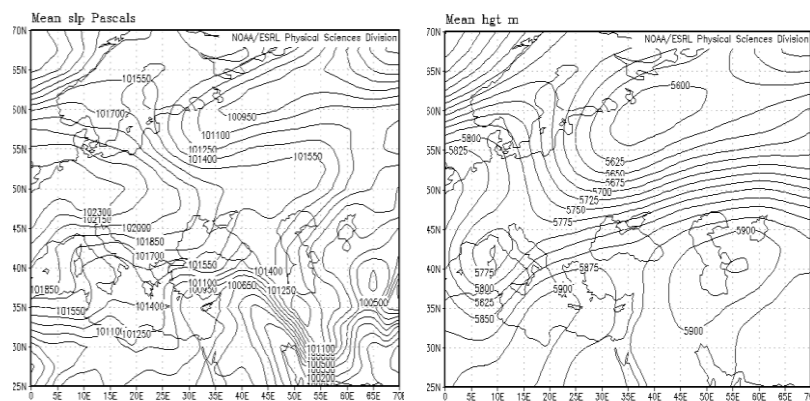 Mean slp Pascals
NOAA/ESRL Physical Sciences Division
70N
65N
60N
55N
50N
45N
40N
35N
30N
25N
101550
101700
100950
101100
101250
101400
101550
102300
102150
102000
101850
101700
101550
101400
101100
100950
100650
101250
101850
101550
101400
100500
101100
101250
101100
100500
100200
0 5E 10E 15E 20E 25E 30E 35E 40E 45E 50E 55E 60E 65E 70E
Mean hgt m
NOAA/ESRL Physical Sciences Division
70N
65N
60N
55N
50N
45N
40N
35N
30N
25N
5600
5800
5825
5625
5650
5675
5700
5725
5750
5775
5900
5775
5875
5800
5900
5825
5850
5900
0 5E 10E 15E 20E 25E 30E 35E 40E 45E 50E 55E 60E 65E 70E